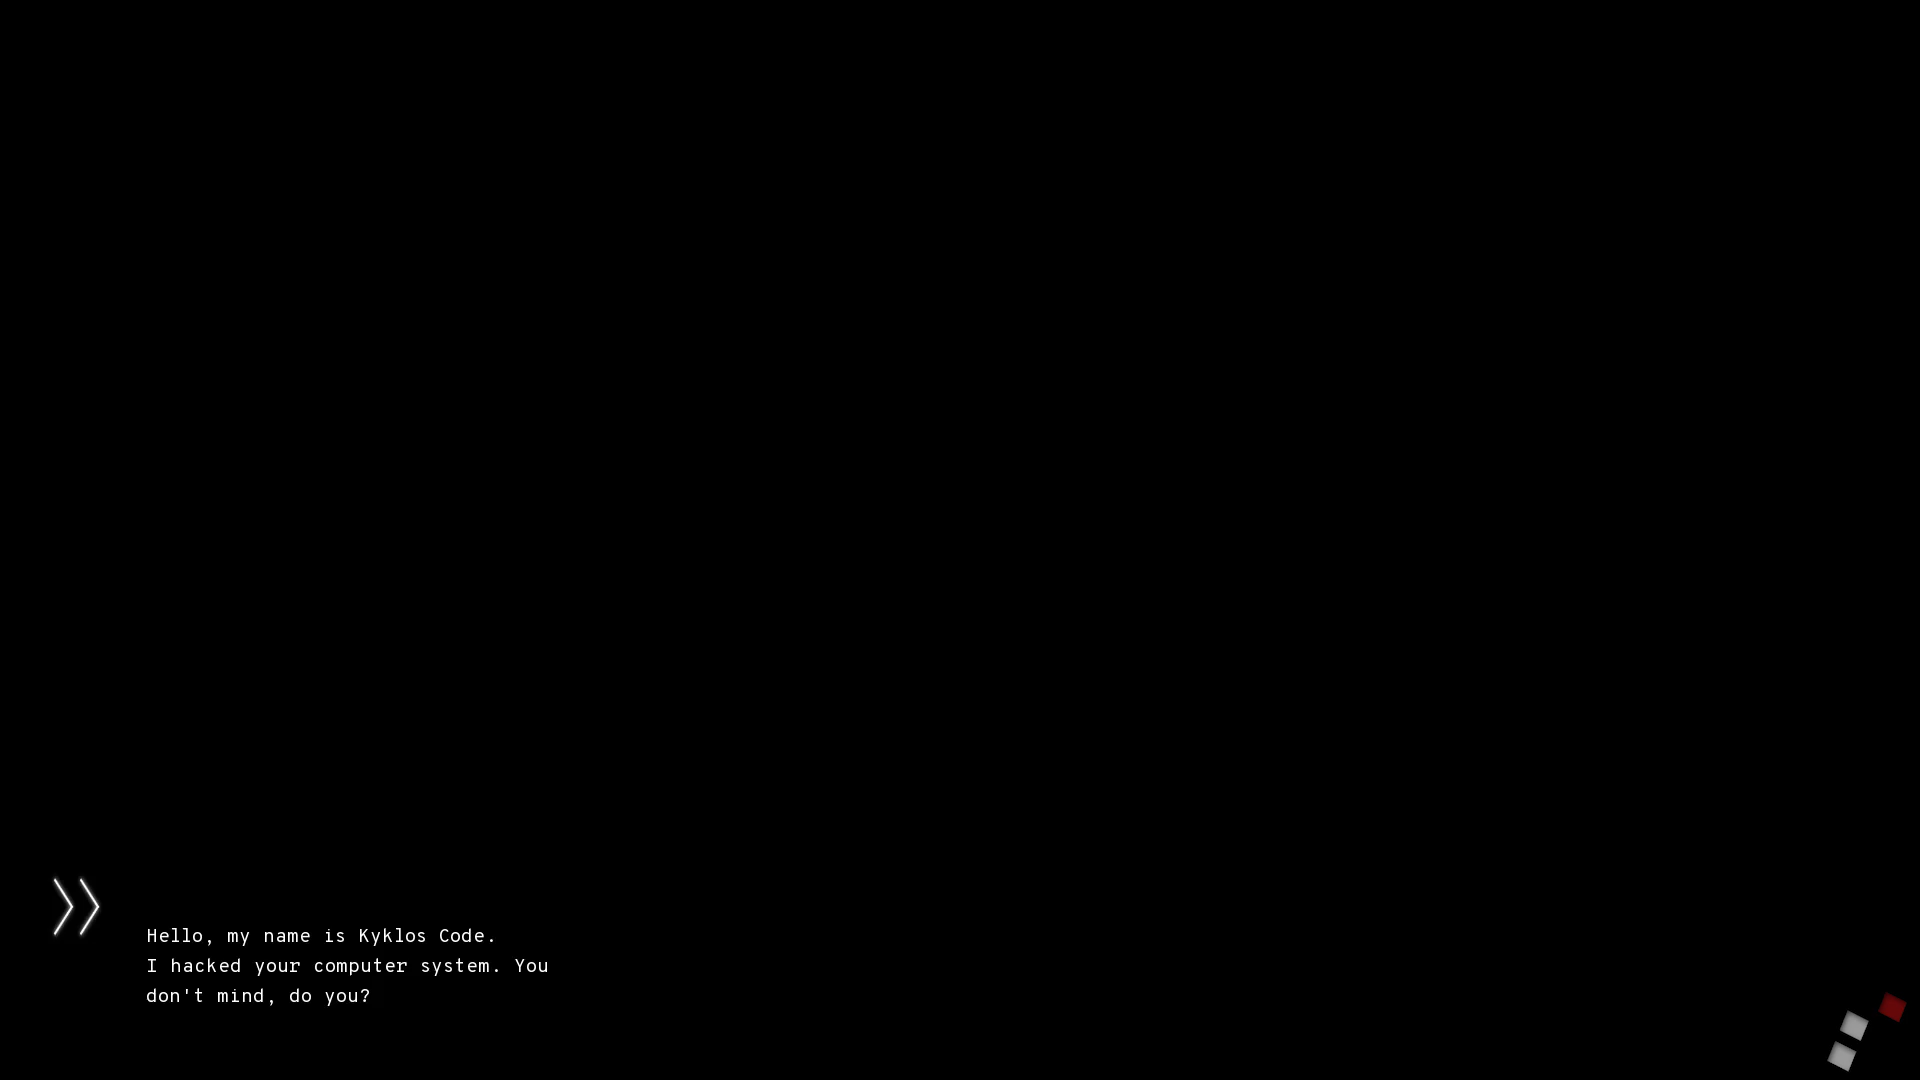 Hello, my name is Kyklos Code.
I hacked your computer system. You
don't mind, do you?